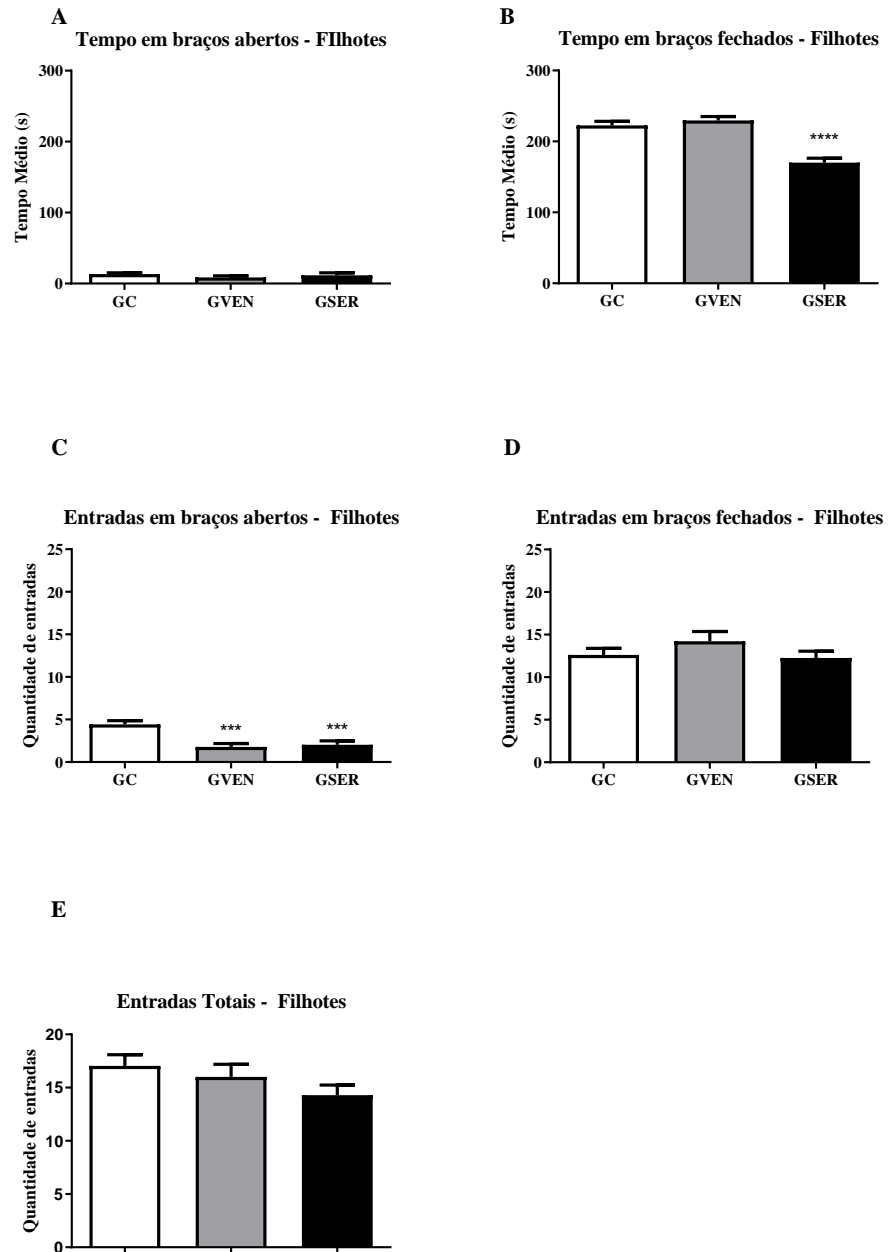 A
Tempo em braços abertos - FIlhotes
Tempo Médio (s)
300
200
100
0
GC GVEN GSER
B
Tempo em braços fechados - Filhotes
Tempo Médio (s)
300
200
100
0
****
GC GVEN GSER
C
Entradas em braços abertos - Filhotes
Quantidade de entradas
25
20
15
10
5
0
*** ***
GC GVEN GSER
D
Entradas em braços fechados - Filhotes
Quantidade de entradas
25
20
15
10
5
0
GC GVEN GSER
E
Entradas Totais - Filhotes
Quantidade de entradas
20
15
10
5
0